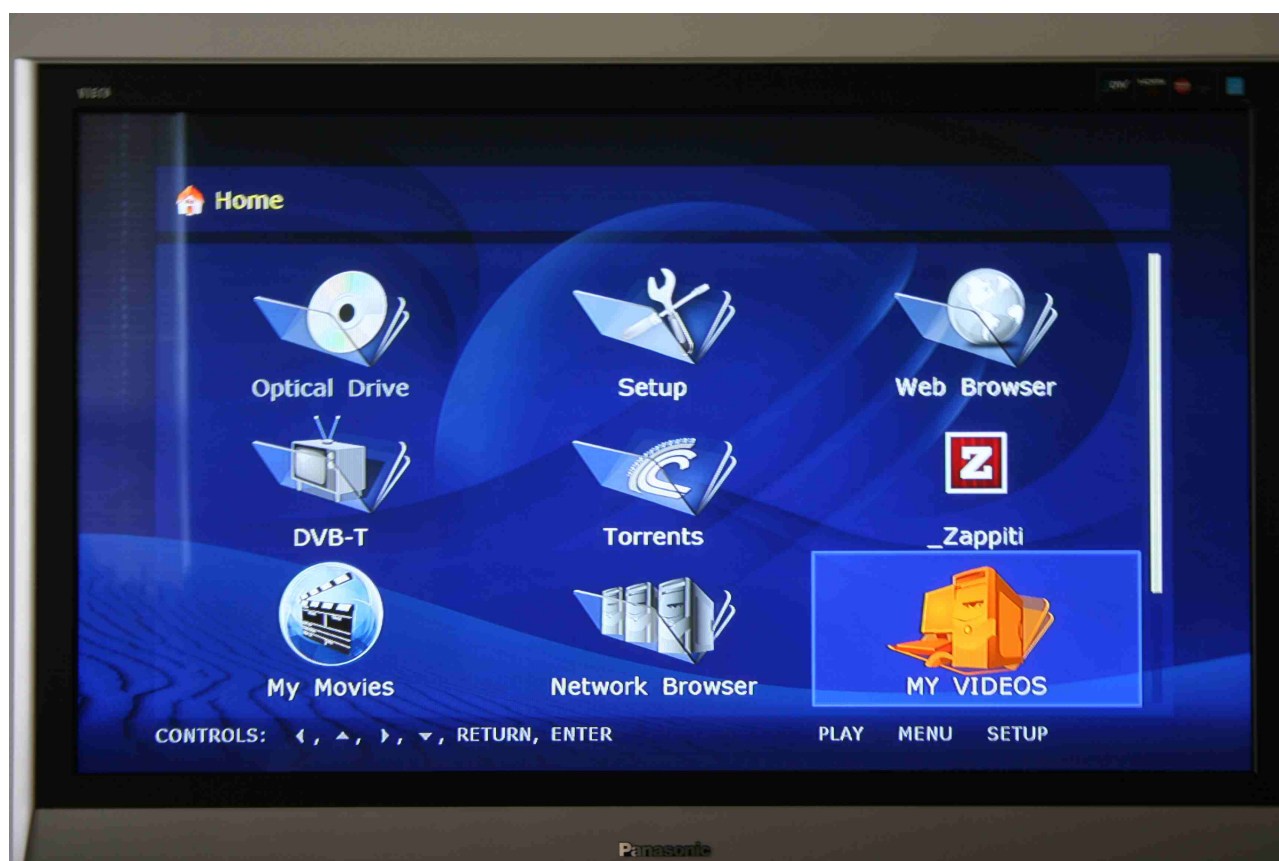 VIERA
Home
Optical Drive
Setup
Web Browser
DVB-T
Torrents
Z
_Zappiti
My Movies
Network Browser
MY VIDEOS
CONTROLS: ◀, ▲, ▶, ▼, RETURN, ENTER
PLAY MENU SETUP
Panasonic